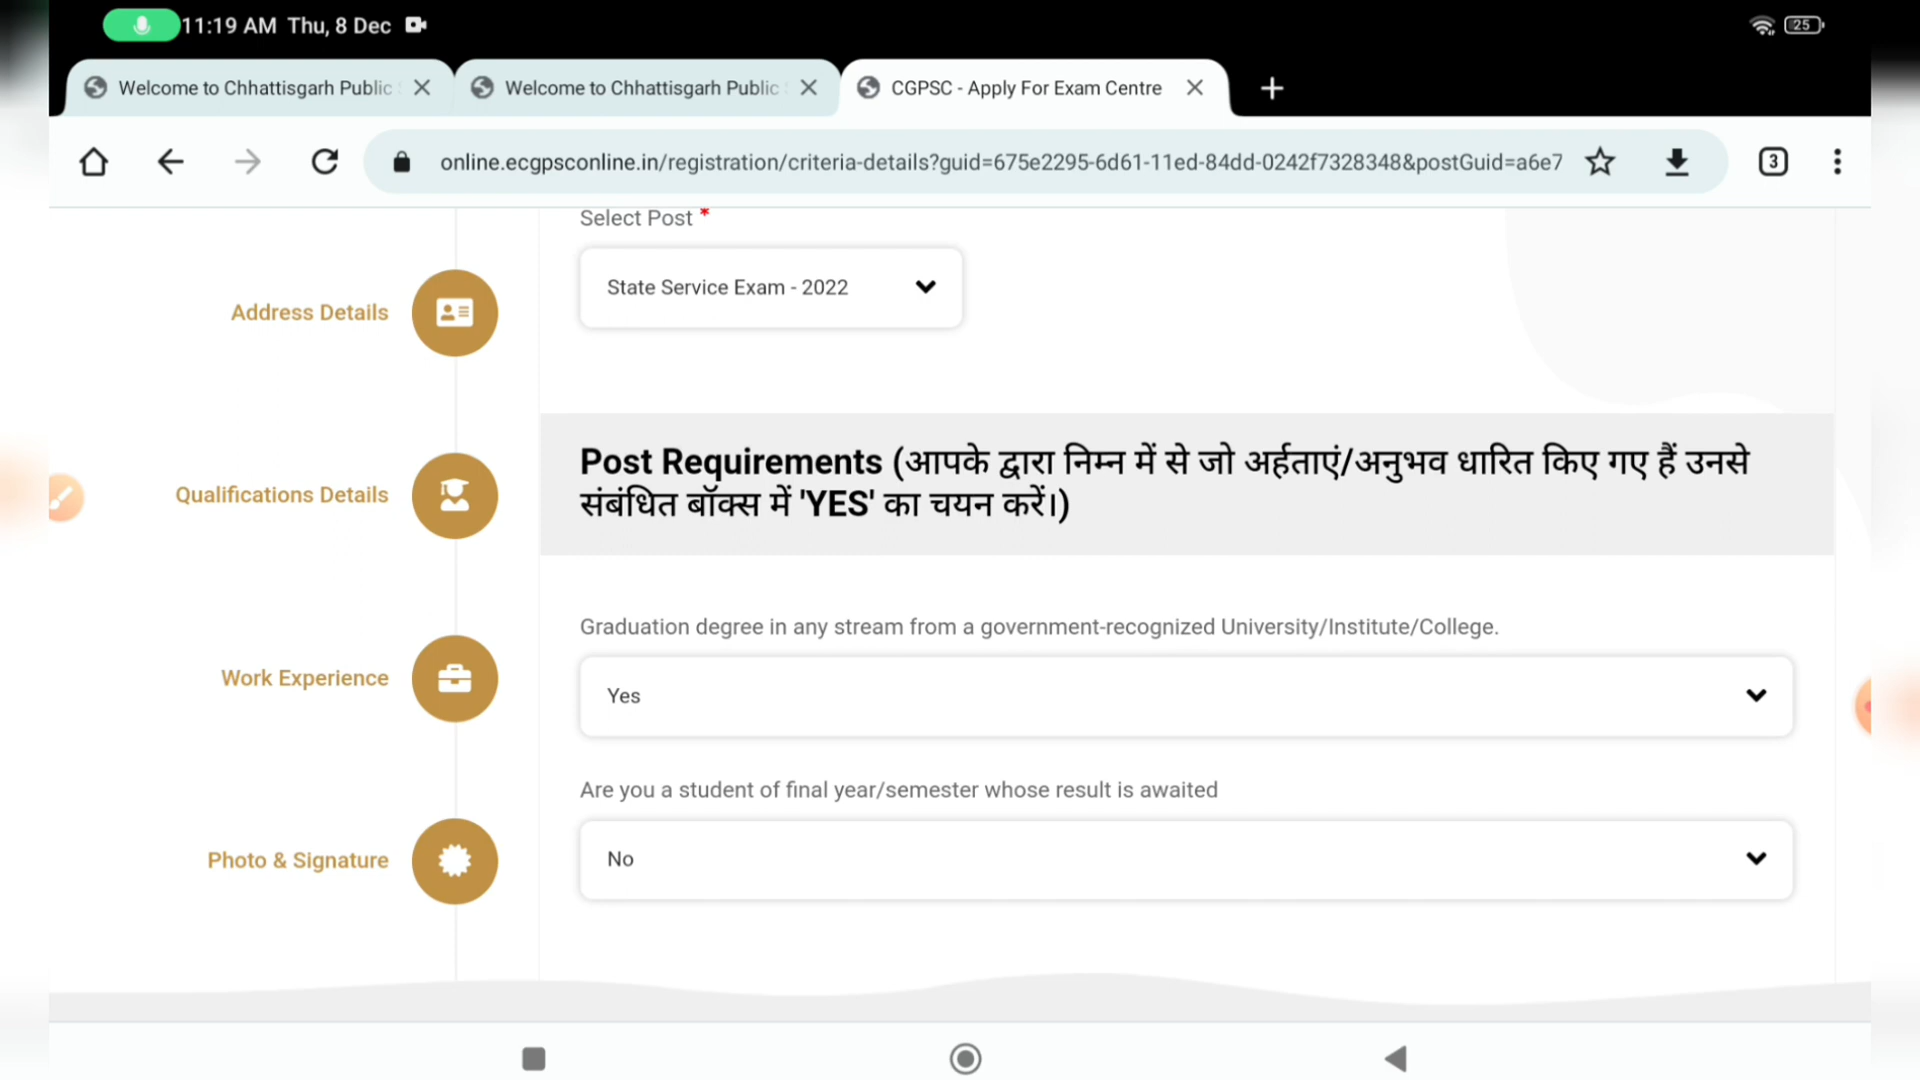 11:19 AM Thu, 8 Dec
25
Welcome to Chhattisgarh Public
Welcome to Chhattisgarh Public
CGPSC - Apply For Exam Centre
online.ecgpsconline.in/registration/criteria-details?guid=675e2295-6d61-11ed-84dd-0242f7328348&postGuid=a6e7
3
Select Post *
State Service Exam - 2022
Address Details
Post Requirements (आपके द्वारा निम्न में से जो अर्हताएं/अनुभव धारित किए गए हैं उनसे
संबंधित बॉक्स में 'YES' का चयन करें।)
Qualifications Details
Graduation degree in any stream from a government-recognized University/Institute/College.
Yes
Work Experience
Are you a student of final year/semester whose result is awaited
No
Photo & Signature